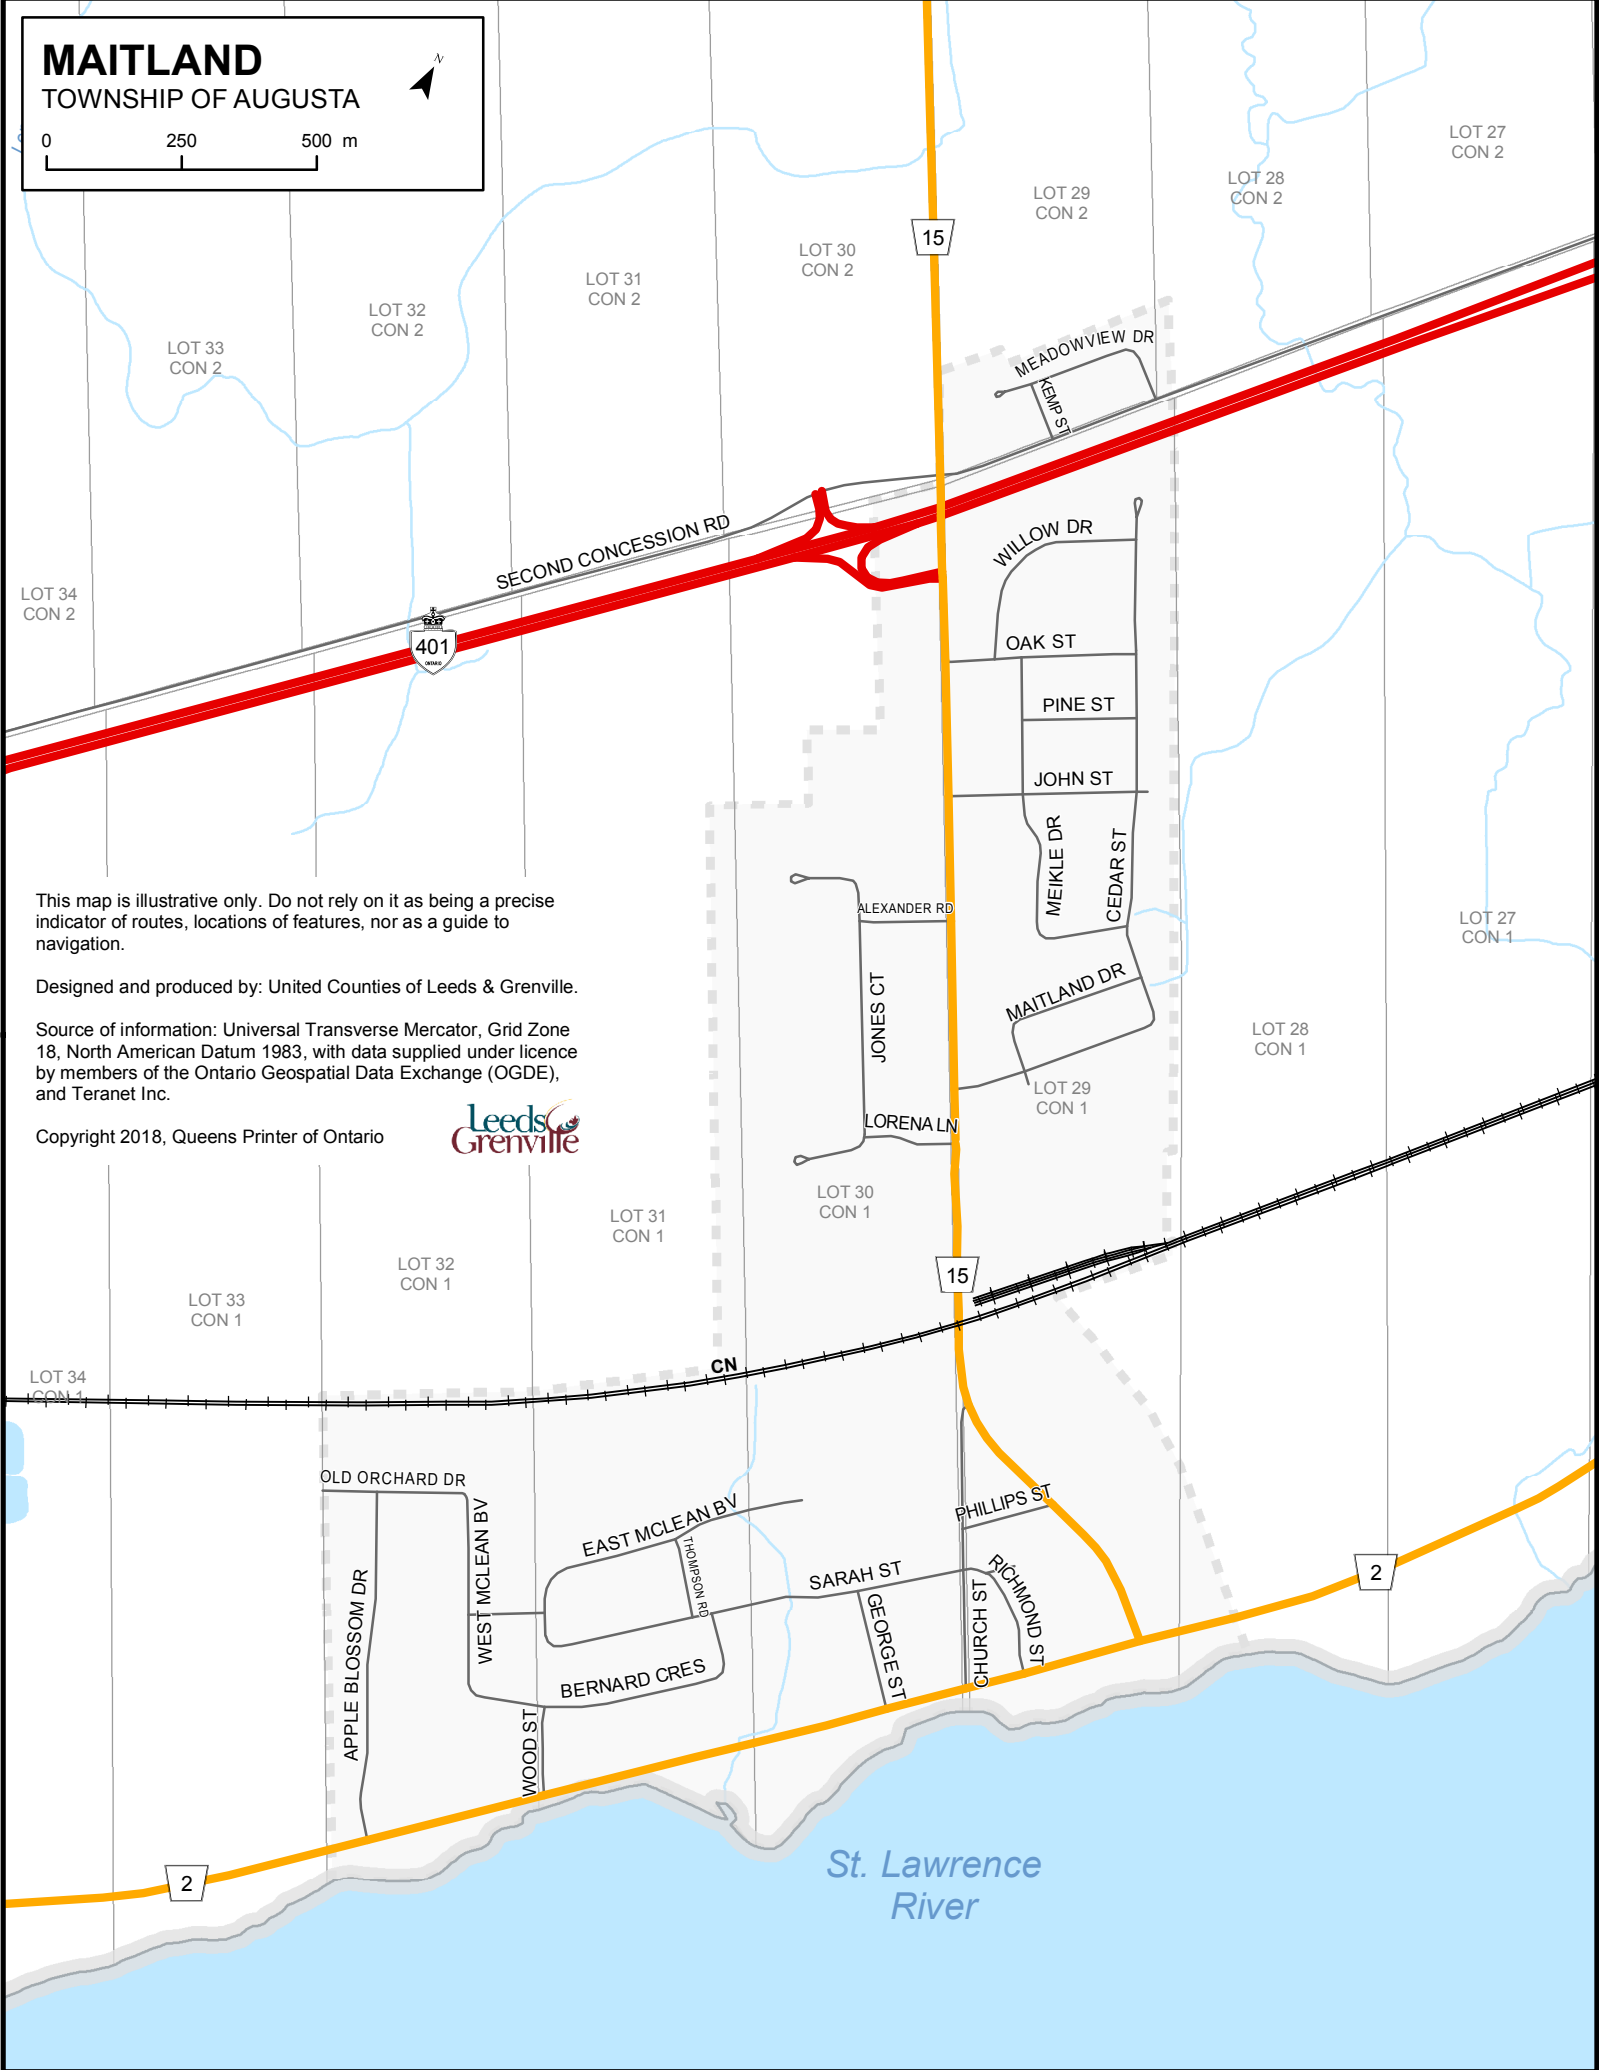 MAITLAND
TOWNSHIP OF AUGUSTA
N
0 250 500 m
LOT 27
CON 2
LOT 28
CON 2
LOT 29
CON 2
15
LOT 30
CON 2
LOT 31
CON 2
LOT 32
CON 2
LOT 33
CON 2
MEADOWVIEW DR
KEMP ST
SECOND CONCESSION RD
WILLOW DR
LOT 34
CON 2
401
ONTARIO
OAK ST
PINE ST
JOHN ST
MEIKLE DR
CEDAR ST
This map is illustrative only. Do not rely on it as being a precise
indicator of routes, locations of features, nor as a guide to
navigation.
Designed and produced by: United Counties of Leeds & Grenville.
Source of information: Universal Transverse Mercator, Grid Zone
18, North American Datum 1983, with data supplied under licence
by members of the Ontario Geospatial Data Exchange (OGDE),
and Teranet Inc.
Copyright 2018, Queens Printer of Ontario
Leeds
Grenville
ALEXANDER RD
LOT 27
CON 1
JONES CT
MAITLAND DR
LOT 28
CON 1
LOT 29
CON 1
LORENA LN
LOT 30
CON 1
LOT 31
CON 1
LOT 32
CON 1
LOT 33
CON 1
15
CN
LOT 34
CON 1
OLD ORCHARD DR
WEST MCLEAN BV
EAST MCLEAN BV
THOMPSON RD
PHILLIPS ST
SARAH ST
RICHMOND ST
CHURCH ST
GEORGE ST
APPLE BLOSSOM DR
BERNARD CRES
WOOD ST
2
2
St. Lawrence
River